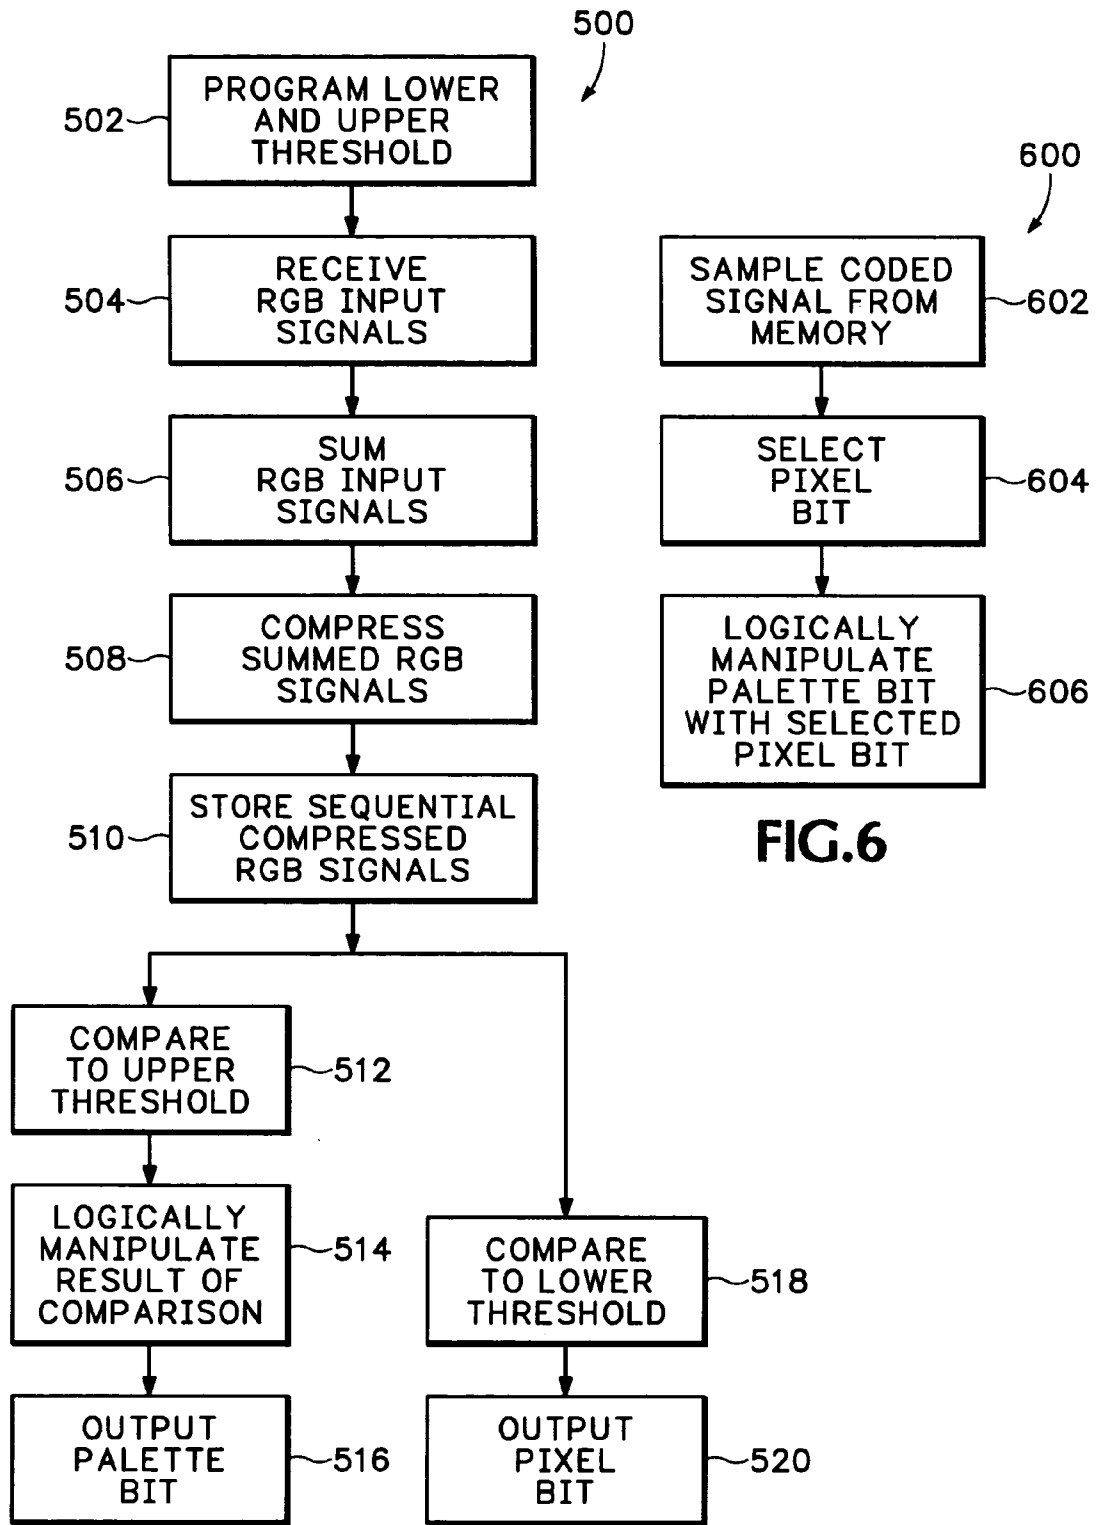 500
502
PROGRAM LOWER
AND UPPER
THRESHOLD
504
RECEIVE
RGB INPUT
SIGNALS
506
SUM
RGB INPUT
SIGNALS
508
COMPRESS
SUMMED RGB
SIGNALS
510
STORE SEQUENTIAL
COMPRESSED
RGB SIGNALS
COMPARE
TO UPPER
THRESHOLD
512
LOGICALLY
MANIPULATE
RESULT OF
COMPARISON
514
OUTPUT
PALETTE
BIT
516
COMPARE
TO LOWER
THRESHOLD
518
OUTPUT
PIXEL
BIT
520
600
SAMPLE CODED
SIGNAL FROM
MEMORY
602
SELECT
PIXEL
BIT
604
LOGICALLY
MANIPULATE
PALETTE BIT
WITH SELECTED
PIXEL BIT
606
FIG.6